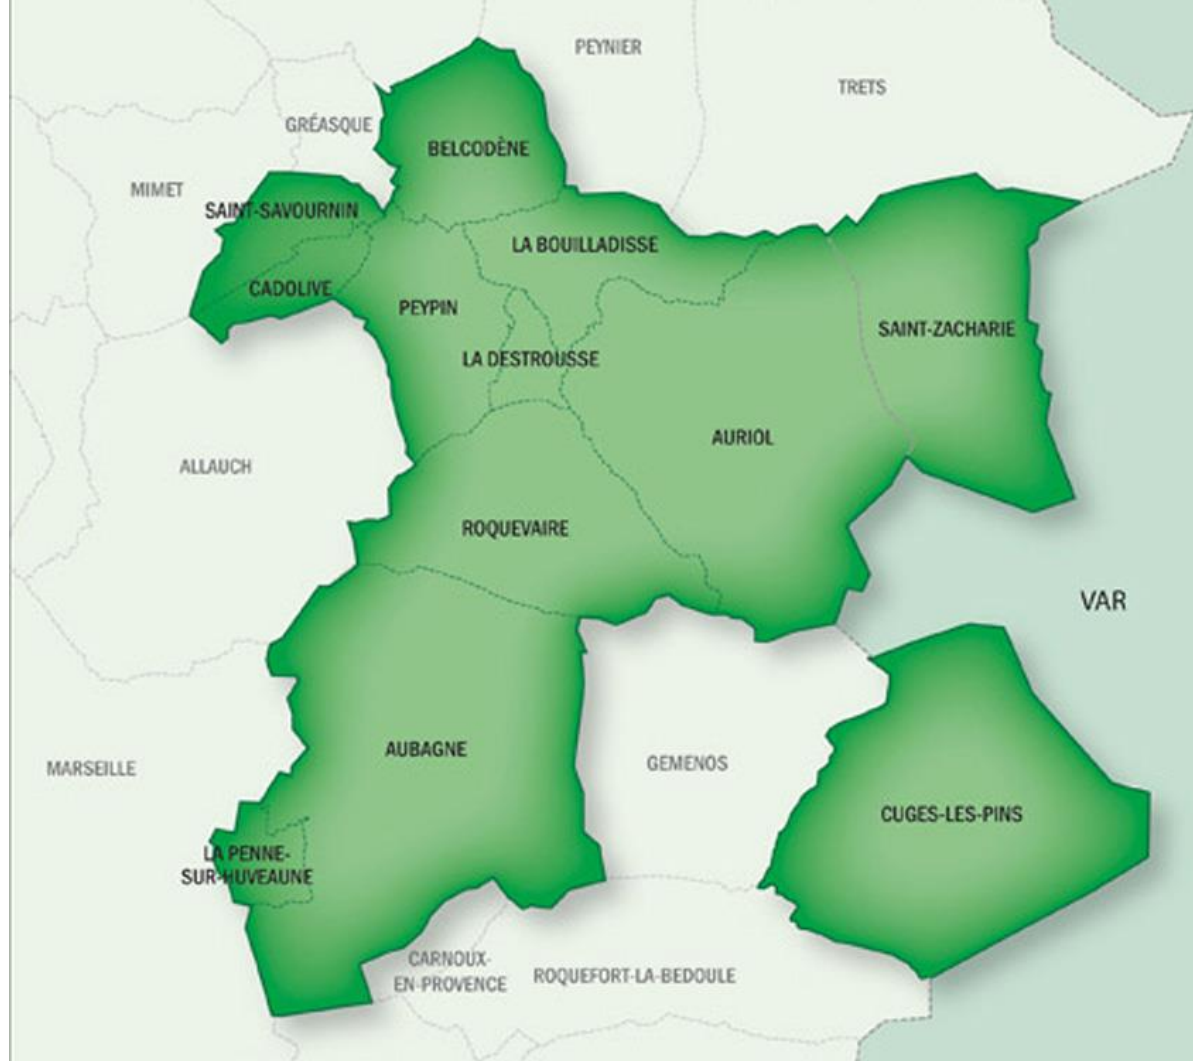 PEYNIER
TRETS
GRÉASQUE
BELCODÈNE
MIMET
SAINT-SAVOURNIN
LA BOUILLADISSE
CADOLIVE
PEYPIN
SAINT-ZACHARIE
LA DESTROUSSE
AURIOL
ALLAUCH
ROQUEVAIRE
VAR
AUBAGNE
GEMENOS
MARSEILLE
CUGES-LES-PINS
LA PENNE-
SUR-HUVEAUNE
CARNOUX-
EN-PROVENCE
ROQUEFORT-LA-BEDOULE